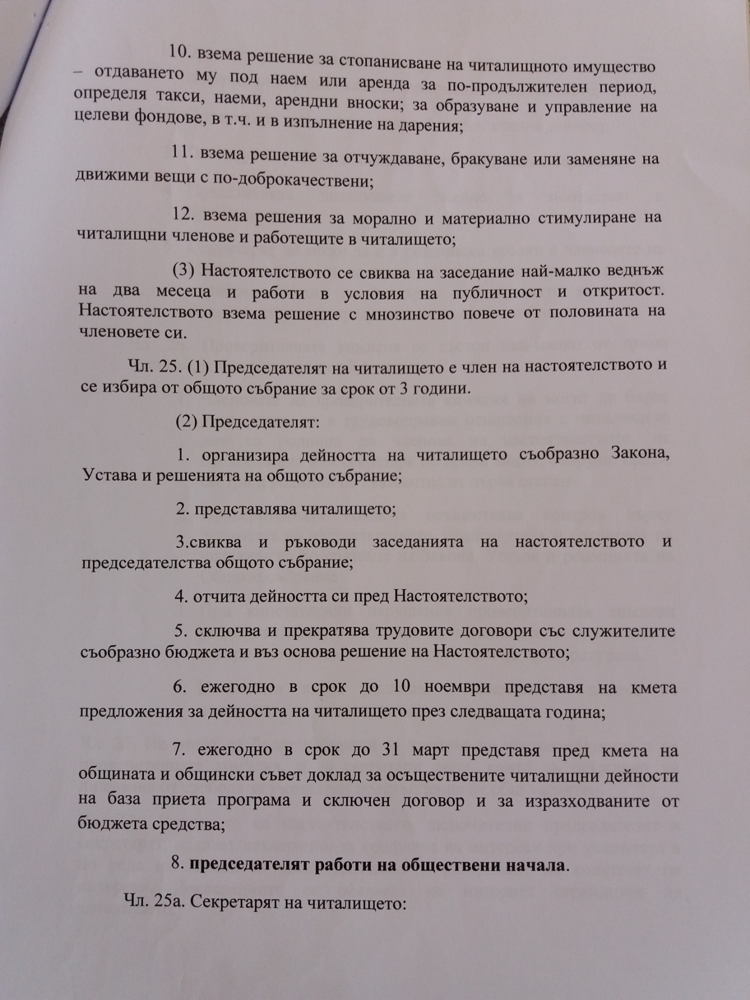 10. взема решение за стопанисване на читалищното имущество
– отдаването му под наем или аренда за по-продължителен период,
определя такси, наеми, арендни вноски; за образуване и управление на
целеви фондове, в т.ч. и в изпълнение на дарения;
11. взема решение за отчуждаване, бракуване или заменяне на
движими вещи с по-доброкачествени;
12. взема решения за морално и материално стимулиране на
читалищни членове и работещите в читалището;
(3) Настоятелството се свиква на заседание най-малко веднъж
на два месеца и работи в условия на публичност и откритост.
Настоятелството взема решение с мнозинство повече от половината на
членовете си.
Чл. 25. (1) Председателят на читалището е член на настоятелството и
се избира от общото събрание за срок от 3 години.
(2) Председателят:
1. организира дейността на читалището съобразно Закона,
Устава и решенията на общото събрание;
2. представлява читалището;
3.свиква и ръководи заседанията на настоятелството и
председателства общото събрание;
4. отчита дейността си пред Настоятелството;
5. сключва и прекратява трудовите договори със служителите
съобразно бюджета и въз основа решение на Настоятелството;
6. ежегодно в срок до 10 ноември представя на кмета
предложения за дейността на читалището през следващата година;
7. ежегодно в срок до 31 март представя пред кмета на
общината и общински съвет доклад за осъществените читалищни дейности
на база приета програма и сключен договор и за изразходваните от
бюджета средства;
8. председателят работи на обществени начала.
Чл. 25а. Секретарят на читалището: